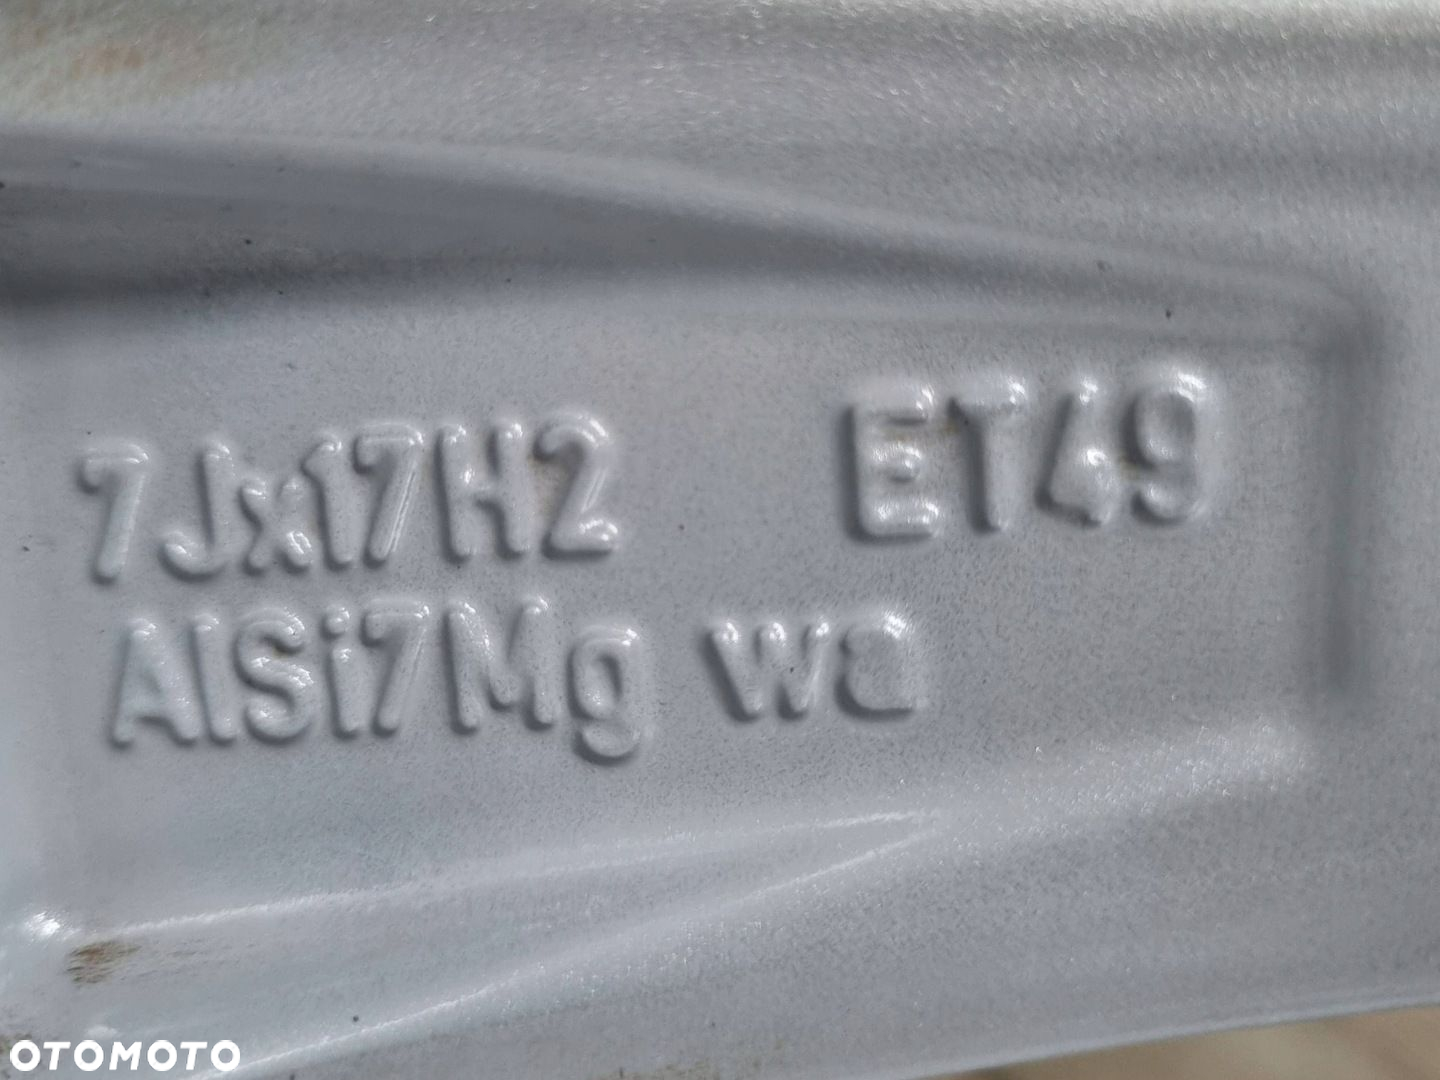 7Jx17H2 ET49
AlSi7Mg wa
OTOMOTO